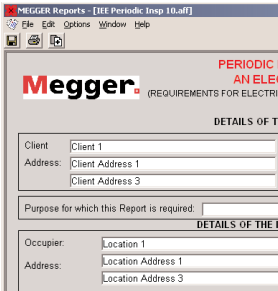 MEGGER Reports - [IEE Periodic Insp 10.aff]
File Edit Options Window Help
PERIODIC
AN ELE
Megger.
(REQUIREMENTS FOR ELECTRI
DETAILS OF T
Client Client 1
Address: Client Address 1
Client Address 3
Purpose for which this Report is required:
DETAILS OF THE
Occupier: Location 1
Address: Location Address 1
Location Address 3